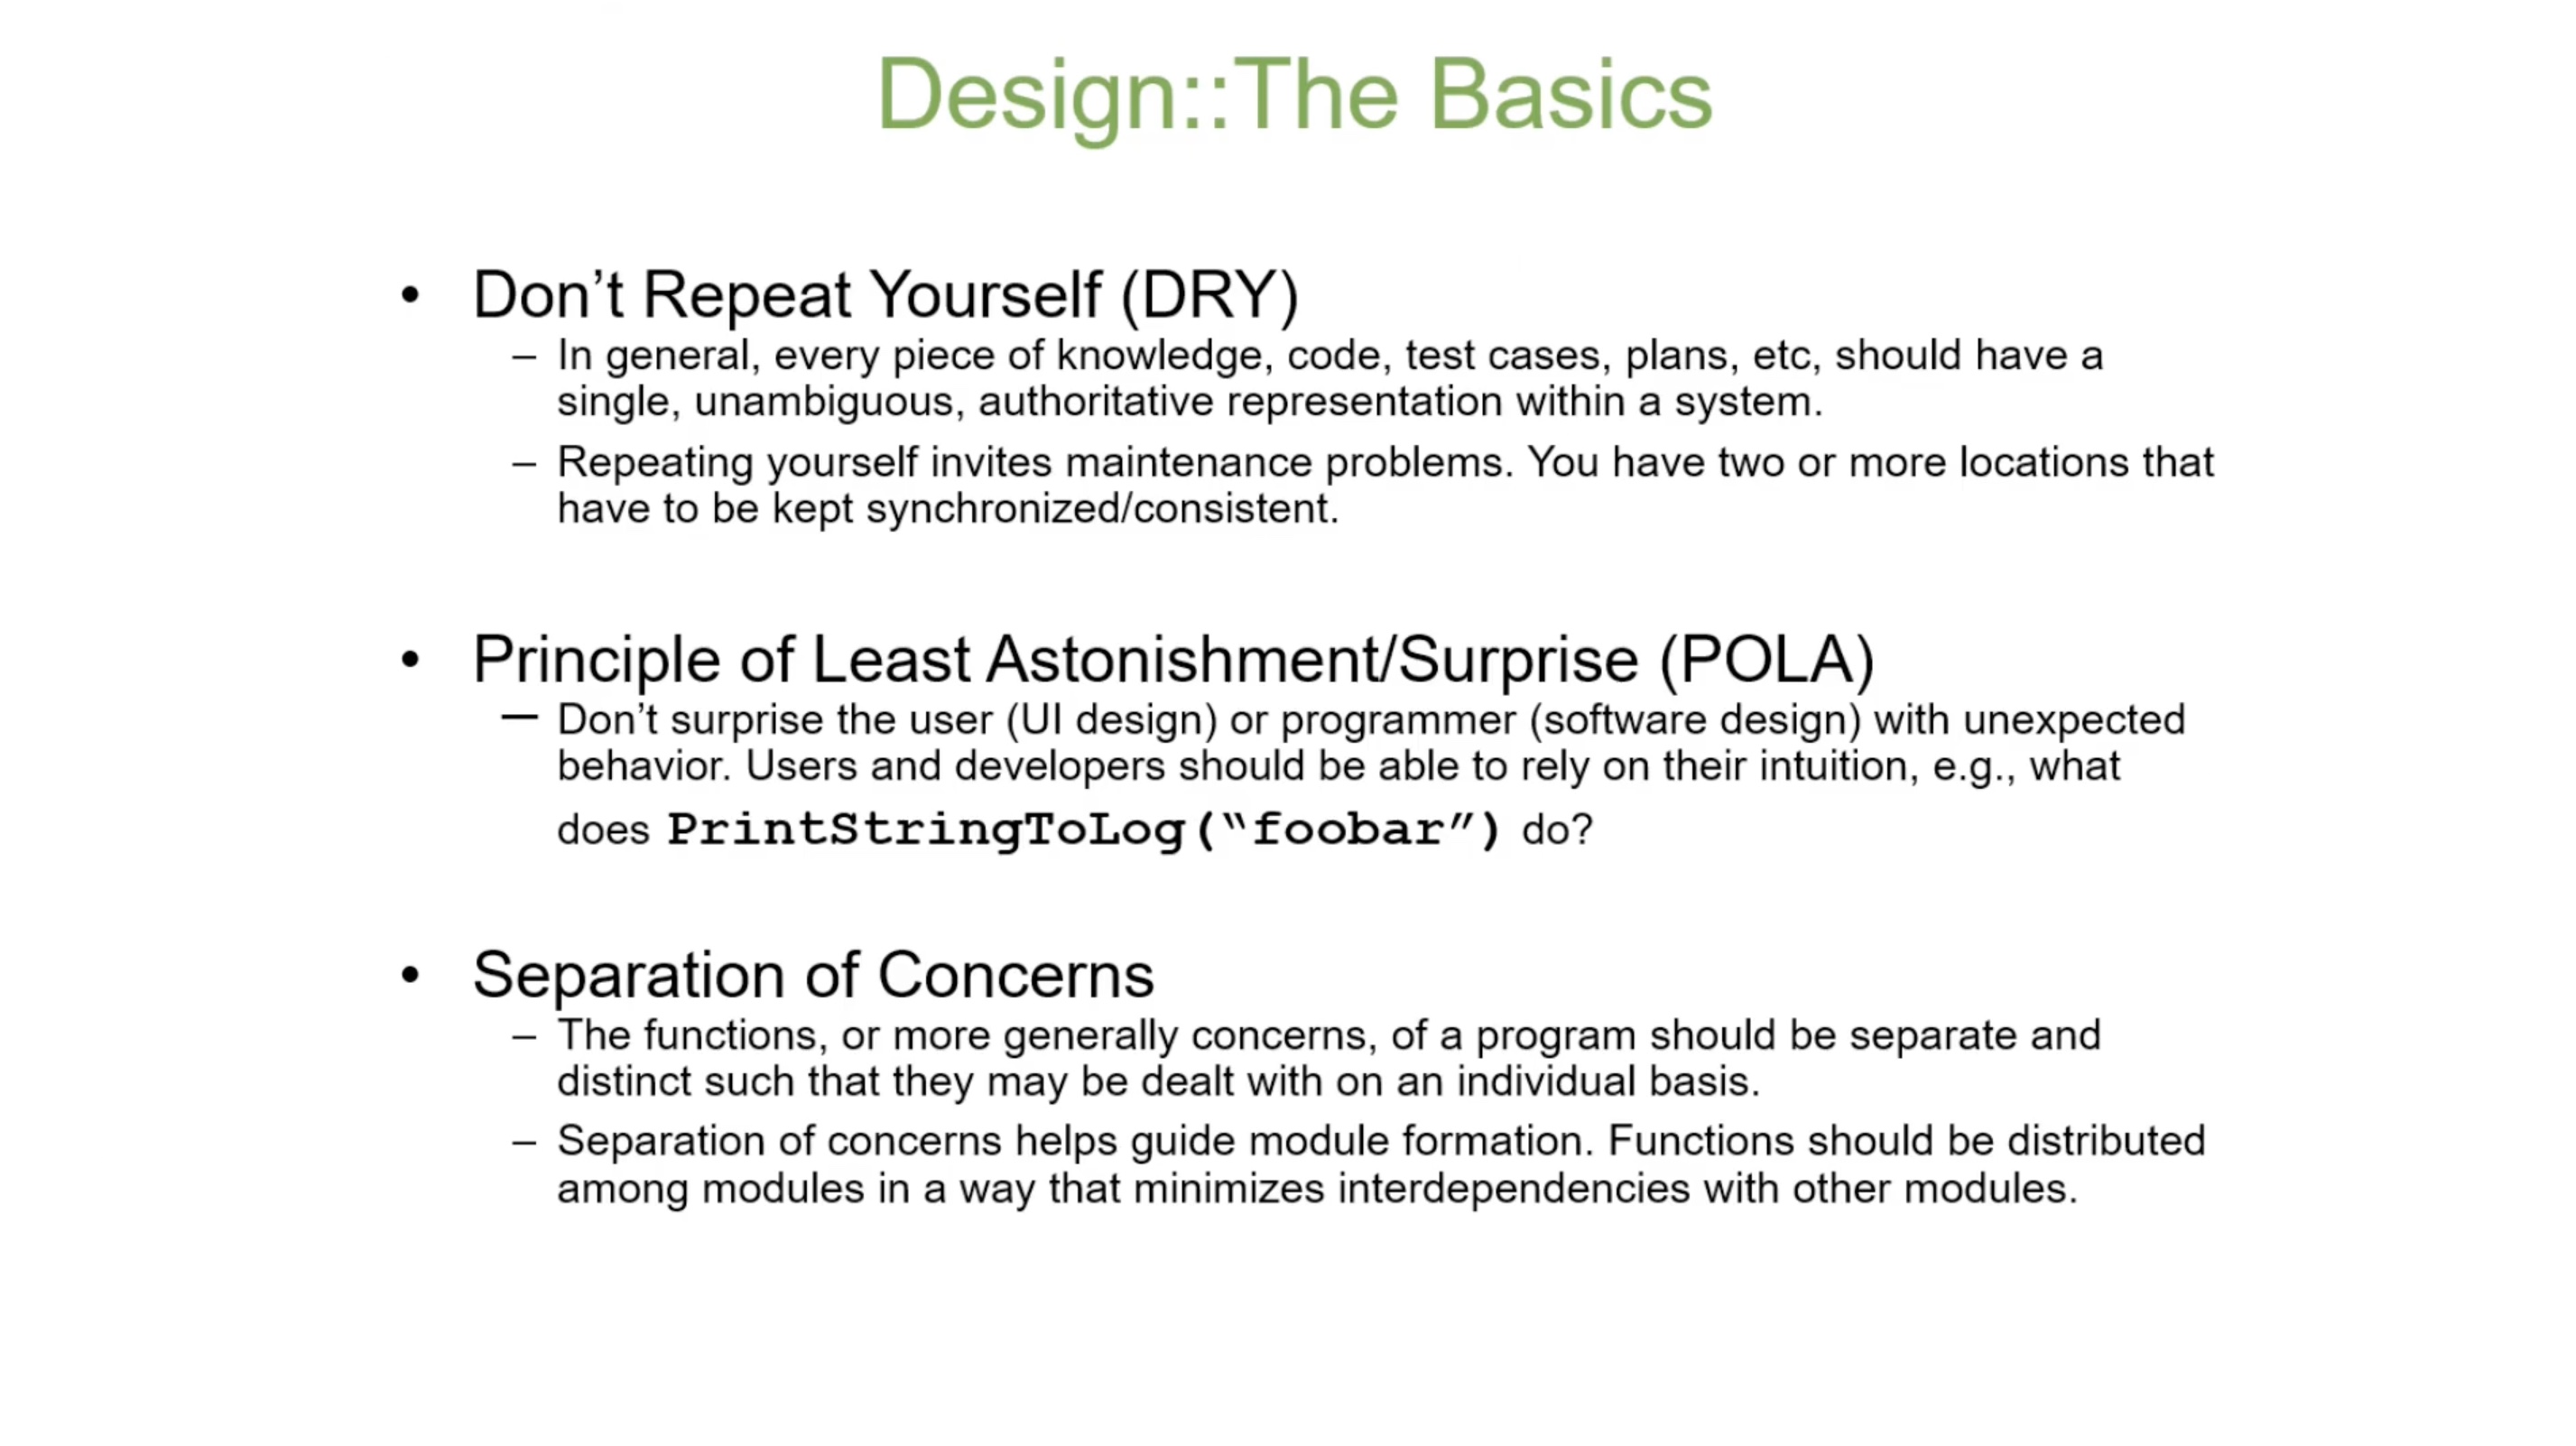 Design::The Basics
• Don’t Repeat Yourself (DRY)
– In general, every piece of knowledge, code, test cases, plans, etc, should have a
single, unambiguous, authoritative representation within a system.
– Repeating yourself invites maintenance problems. You have two or more locations that
have to be kept synchronized/consistent.
• Principle of Least Astonishment/Surprise (POLA)
– Don’t surprise the user (UI design) or programmer (software design) with unexpected
behavior. Users and developers should be able to rely on their intuition, e.g., what
does PrintStringToLog(“foobar”) do?
• Separation of Concerns
– The functions, or more generally concerns, of a program should be separate and
distinct such that they may be dealt with on an individual basis.
– Separation of concerns helps guide module formation. Functions should be distributed
among modules in a way that minimizes interdependencies with other modules.